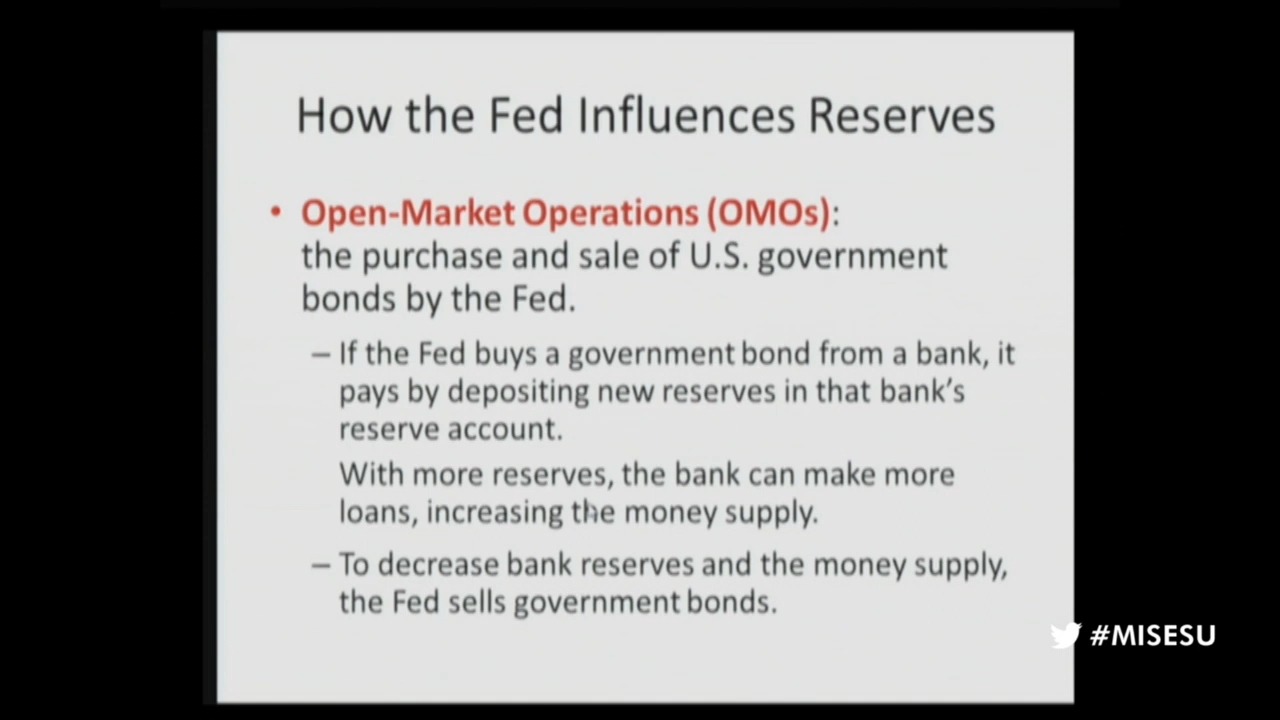 How the Fed Influences Reserves
• Open-Market Operations (OMOs):
the purchase and sale of U.S. government
bonds by the Fed.
– If the Fed buys a government bond from a bank, it
pays by depositing new reserves in that bank’s
reserve account.
With more reserves, the bank can make more
loans, increasing the money supply.
– To decrease bank reserves and the money supply,
the Fed sells government bonds.
#MISESU